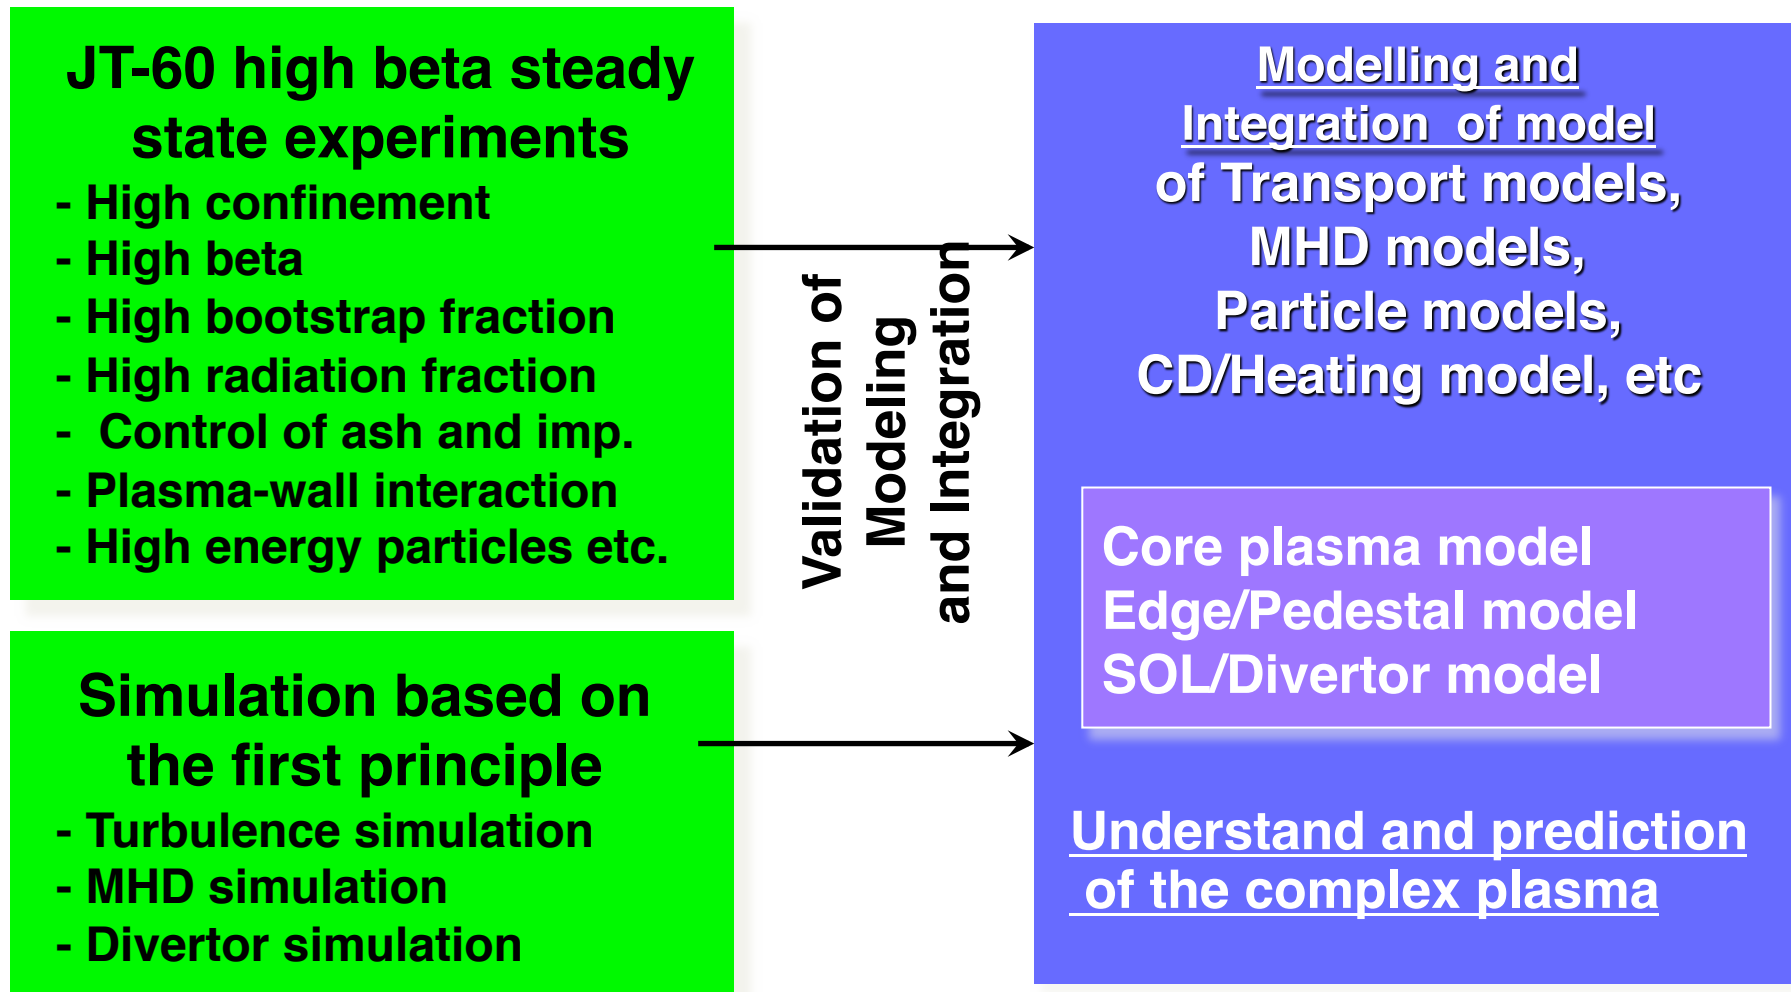 JT-60 high beta steady
state experiments
- High confinement
- High beta
- High bootstrap fraction
- High radiation fraction
-  Control of ash and imp.
- Plasma-wall interaction
- High energy particles etc.
Simulation based on
the first principle
- Turbulence simulation
- MHD simulation
- Divertor simulation
Validation of
Modeling
and Integration
Modelling and
Integration  of model
of Transport models,
MHD models,
Particle models,
CD/Heating model, etc
Core plasma model
Edge/Pedestal model
SOL/Divertor model
Understand and prediction
of the complex plasma